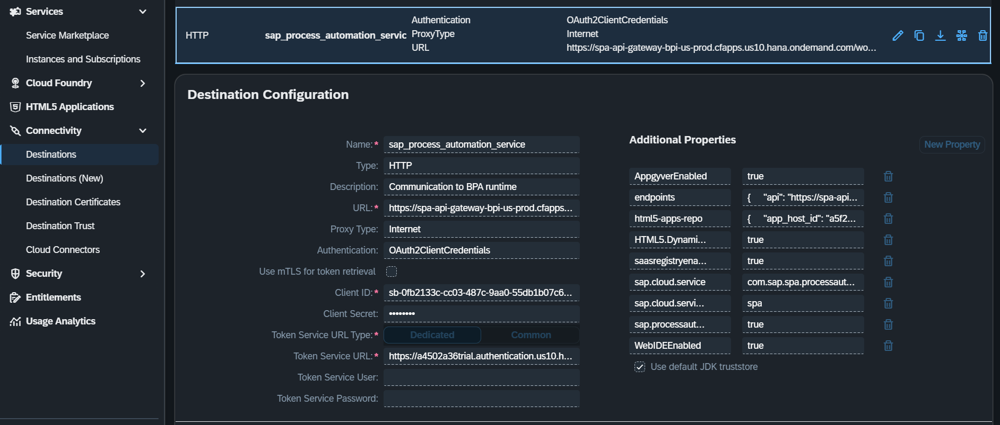 Services
Service Marketplace
Instances and Subscriptions
Cloud Foundry
HTML5 Applications
Connectivity
Destinations
Destinations (New)
Destination Certificates
Destination Trust
Cloud Connectors
Security
Entitlements
Usage Analytics
HTTP
sap_process_automation_servic
Authentication OAuth2ClientCredentials
ProxyType Internet
URL https://spa-api-gateway-bpi-us-prod.cfapps.us10.hana.ondemand.com/wo...
Destination Configuration
Name:* sap_process_automation_service
Type: HTTP
Description: Communication to BPA runtime
URL:* https://spa-api-gateway-bpi-us-prod.cfapps...
Proxy Type: Internet
Authentication: OAuth2ClientCredentials
Use mTLS for token retrieval
Client ID:* sb-0fb2133c-cc03-487c-9aa0-55db1b07c6...
Client Secret: ••••••••
Token Service URL Type:* Dedicated Common
Token Service URL:* https://a4502a36trial.authentication.us10.h...
Token Service User:
Token Service Password:
Additional Properties
New Property
AppgyverEnabled true
endpoints { "api": "https://spa-api...
html5-apps-repo { "app_host_id": "a5f2...
HTML5.Dynami... true
saasregistryena... true
sap.cloud.service com.sap.spa.processaut...
sap.cloud.servi... spa
sap.processaut... true
WebIDEEnabled true
Use default JDK truststore